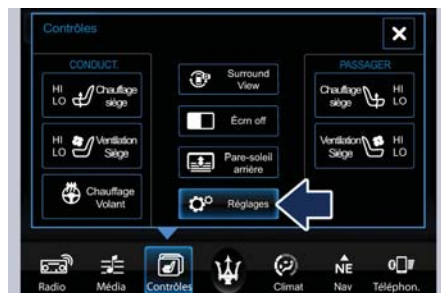 Contrôles
X
CONDUCT.
HI
LO
Chauffage
siège
HI
LO
Ventilation
Siège
Chauffage
Volant
Surround
View
Écrn off
Pare-soleil
arrière
Réglages
PASSAGER
Chauffage
siège
HI
LO
Ventilation
Siège
HI
LO
Radio
Média
Contrôles
Climat
NE
Nav
Téléphon.